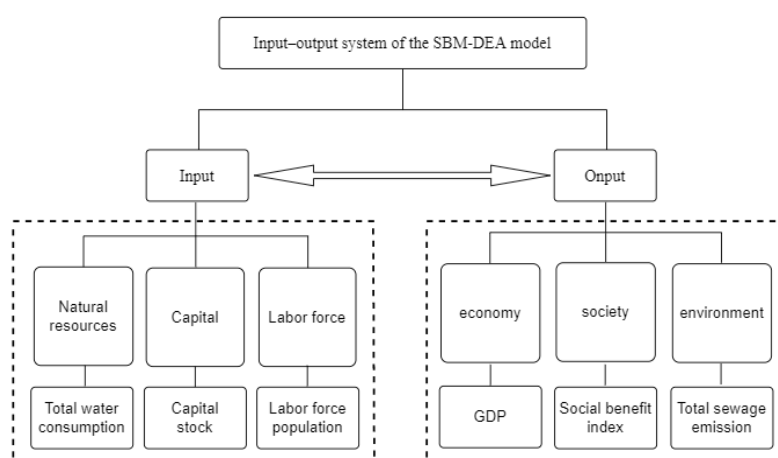 Input–output system of the SBM-DEA model
Input
Onput
Natural
resources
Capital
Labor force
economy
society
environment
Total water
consumption
Capital
stock
Labor force
population
GDP
Social benefit
index
Total sewage
emission